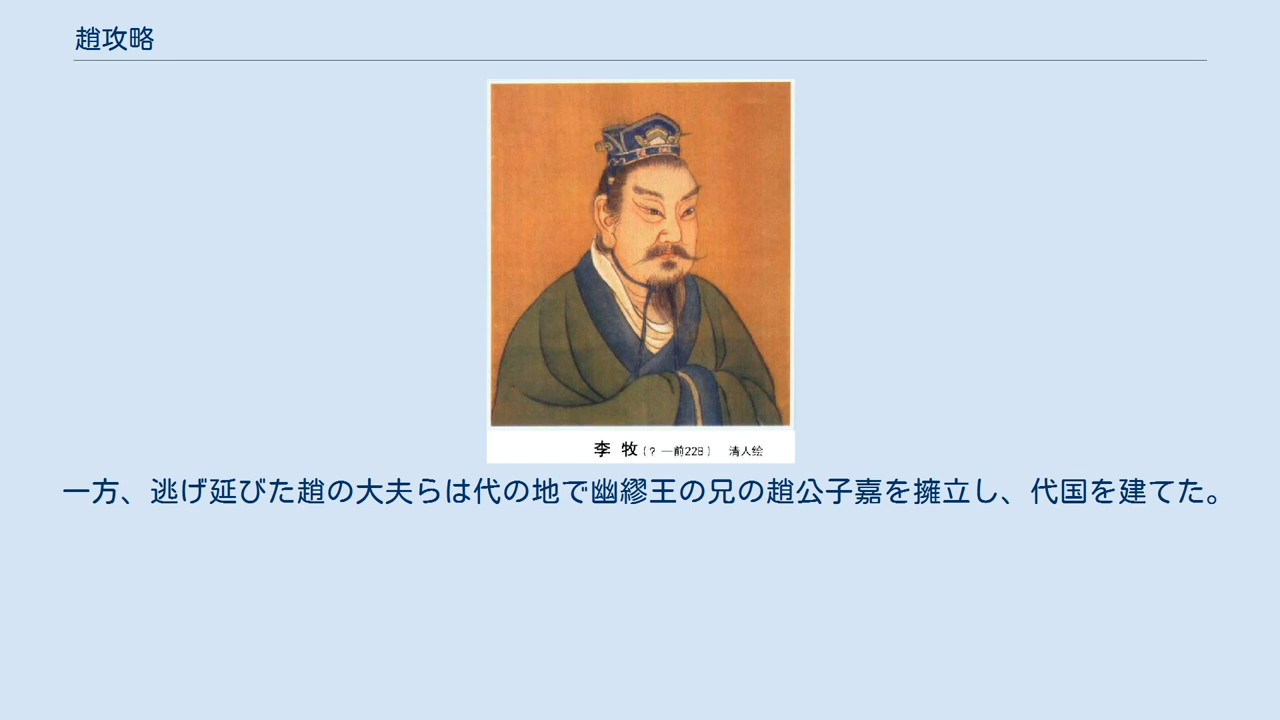 趙攻略
李 牧(?—前228) 清人绘
一方、逃げ延びた趙の大夫らは代の地で幽繆王の兄の趙公子嘉を擁立し、代国を建てた。